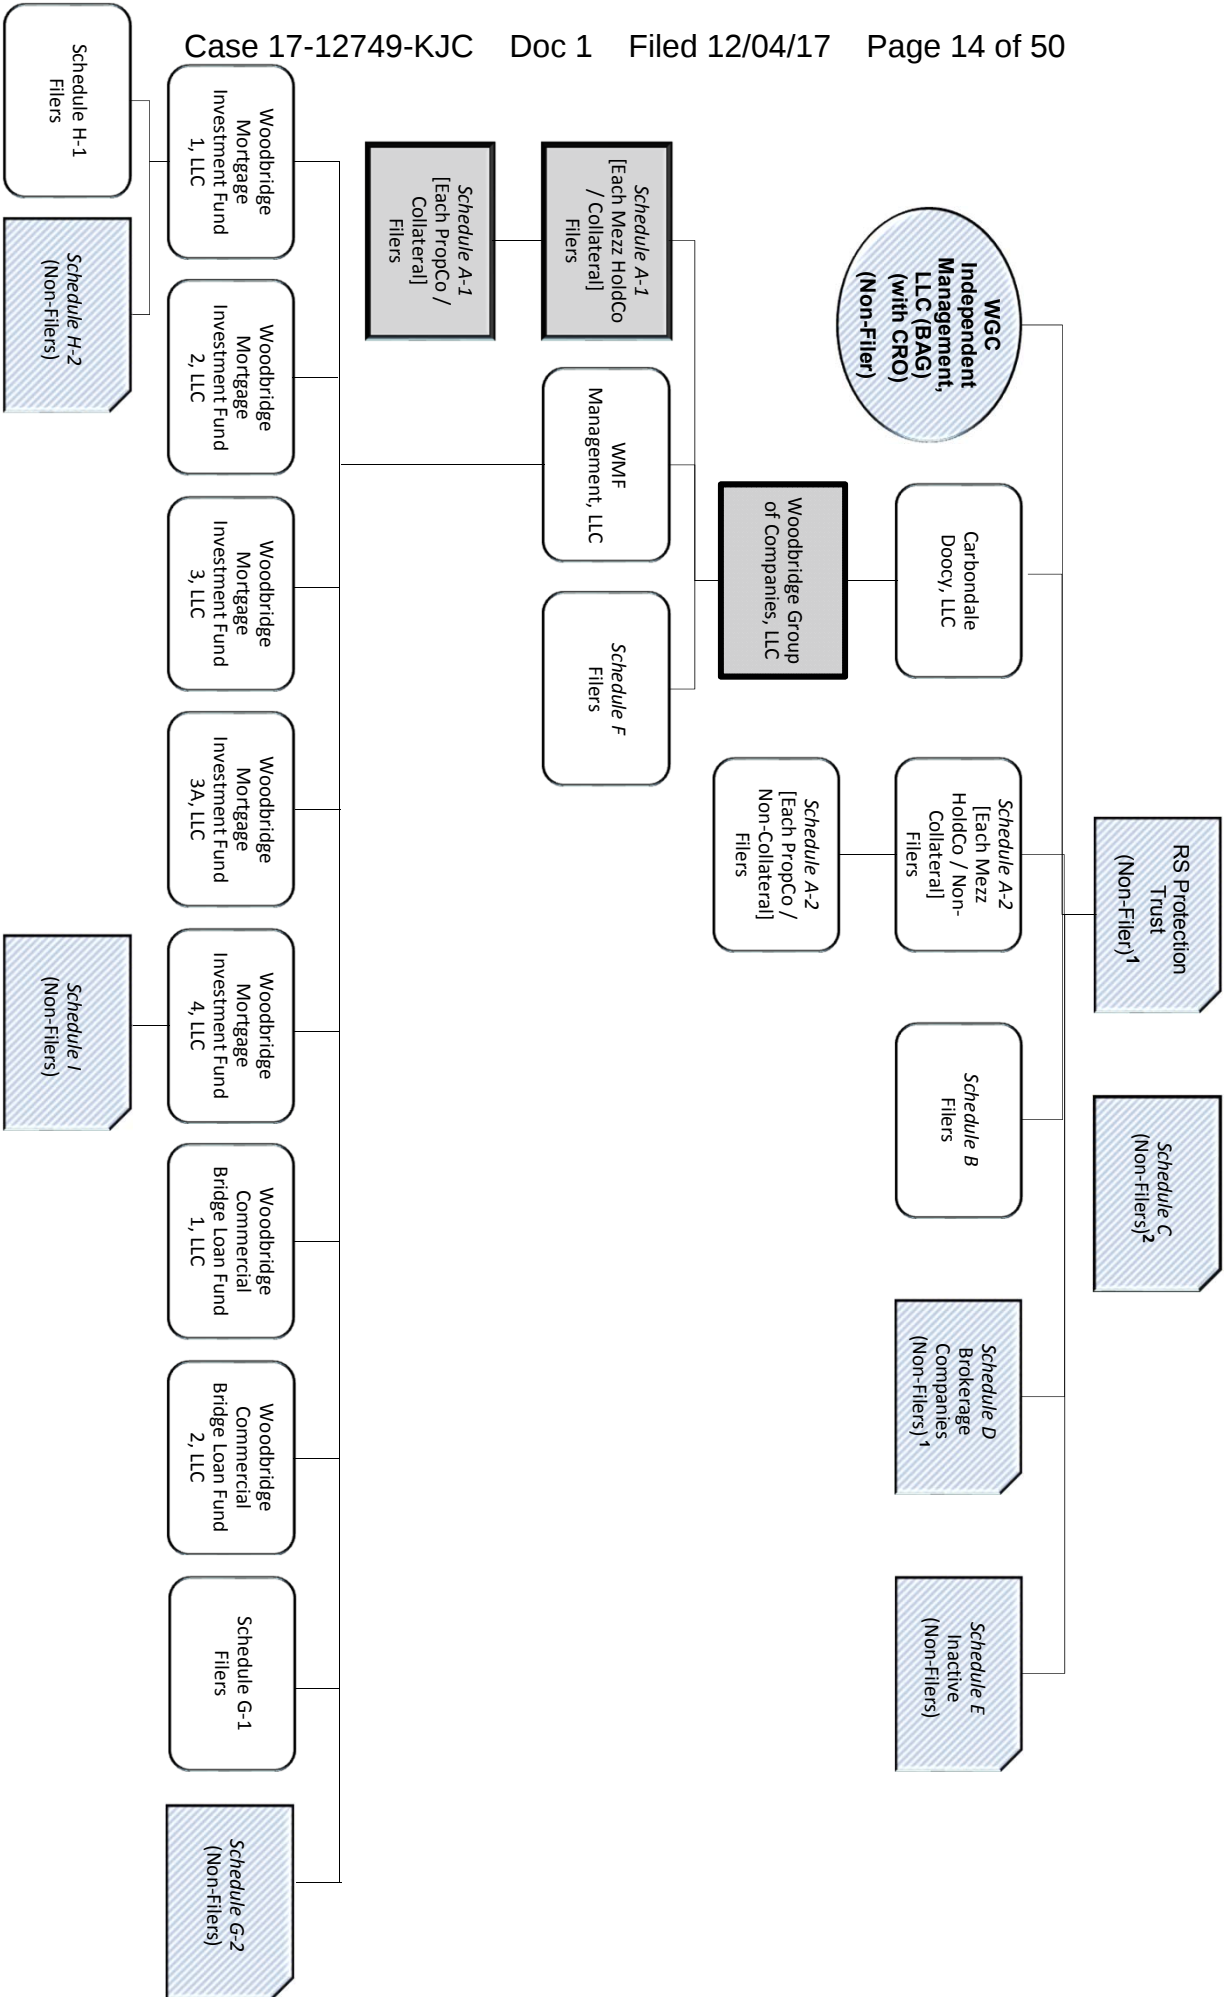 Case 17-12749-KJC Doc 1 Filed 12/04/17 Page 14 of 50
RS Protection
Trust
(Non-Filer)1
Schedule C
(Non-Filers)2
WGC
Independent
Management,
LLC (BAG)
(with CRO)
(Non-Filer)
Carbondale
Doocy, LLC
Schedule A-2
[Each Mezz
HoldCo / Non-
Collateral]
Filers
Schedule B
Filers
Schedule D
Brokerage
Companies
(Non-Filers)1
Schedule E
Inactive
(Non-Filers)
Woodbridge Group
of Companies, LLC
Schedule A-2
[Each PropCo /
Non-Collateral]
Filers
Schedule A-1
[Each Mezz HoldCo
/ Collateral]
Filers
WMF
Management, LLC
Schedule F
Filers
Schedule A-1
[Each PropCo /
Collateral]
Filers
Woodbridge
Mortgage
Investment Fund
1, LLC
Woodbridge
Mortgage
Investment Fund
2, LLC
Woodbridge
Mortgage
Investment Fund
3, LLC
Woodbridge
Mortgage
Investment Fund
3A, LLC
Woodbridge
Mortgage
Investment Fund
4, LLC
Woodbridge
Commercial
Bridge Loan Fund
1, LLC
Woodbridge
Commercial
Bridge Loan Fund
2, LLC
Schedule G-1
Filers
Schedule G-2
(Non-Filers)
Schedule H-1
Filers
Schedule H-2
(Non-Filers)
Schedule I
(Non-Filers)